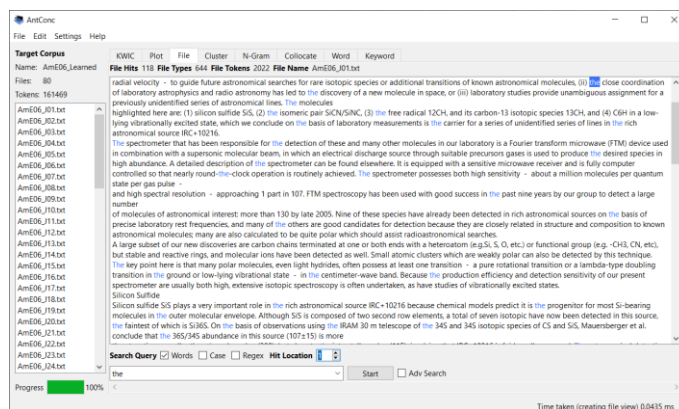 AntConc
File Edit Settings Help
Target Corpus
Name: AmE06_Learned
Files: 80
Tokens: 161469
AmE06_J01.txt
AmE06_J02.txt
AmE06_J03.txt
AmE06_J04.txt
AmE06_J05.txt
AmE06_J06.txt
AmE06_J07.txt
AmE06_J08.txt
AmE06_J09.txt
AmE06_J10.txt
AmE06_J11.txt
AmE06_J12.txt
AmE06_J13.txt
AmE06_J14.txt
AmE06_J15.txt
AmE06_J16.txt
AmE06_J17.txt
AmE06_J18.txt
AmE06_J19.txt
AmE06_J20.txt
AmE06_J21.txt
AmE06_J22.txt
AmE06_J23.txt
AmE06_J24.txt
Progress 100%
KWIC Plot File Cluster N-Gram Collocate Word Keyword
File Hits 118 File Types 644 File Tokens 2022 File Name AmE06_J01.txt
radial velocity - to guide future astronomical searches for rare isotopic species or additional transitions of known astronomical molecules, (ii) the close coordination
of laboratory astrophysics and radio astronomy has led to the discovery of a new molecule in space, or (iii) laboratory studies provide unambiguous assignment for a
previously unidentified series of astronomical lines. The molecules
highlighted here are: (1) silicon sulfide SiS, (2) the isomeric pair SiCN/SiNC, (3) the free radical 12CH, and its carbon-13 isotopic species 13CH, and (4) C6H in a low-
lying vibrationally excited state, which we conclude on the basis of laboratory measurements is the carrier for a series of unidentified series of lines in the rich
astronomical source IRC+10216.
The spectrometer that has been responsible for the detection of these and many other molecules in our laboratory is a Fourier transform microwave (FTM) device used
in combination with a supersonic molecular beam, in which an electrical discharge source through suitable precursors gases is used to produce the desired species in
high abundance. A detailed description of the spectrometer can be found elsewhere. It is equipped with a sensitive microwave receiver and is fully computer
controlled so that nearly round-the-clock operation is routinely achieved. The spectrometer possesses both high sensitivity - about a million molecules per quantum
state per gas pulse -
and high spectral resolution - approaching 1 part in 107. FTM spectroscopy has been used with good success in the past nine years by our group to detect a large
number
of molecules of astronomical interest: more than 130 by late 2005. Nine of these species have already been detected in rich astronomical sources on the basis of
precise laboratory rest frequencies, and many of the others are good candidates for detection because they are closely related in structure and composition to known
astronomical molecules; many are also calculated to be quite polar which should assist radioastronomical searches.
A large subset of our new discoveries are carbon chains terminated at one or both ends with a heteroatom (e.g.Si, S, O, etc.) or functional group (e.g. -CH3, CN, etc),
but stable and reactive rings, and molecular ions have been detected as well. Small atomic clusters which are weakly polar can also be detected by this technique.
The key point here is that many polar molecules, even light hydrides, often possess at least one transition - a pure rotational transition or a lambda-type doubling
transition in the ground or low-lying vibrational state - in the centimeter-wave band. Because the production efficiency and detection sensitivity of our present
spectrometer are usually both high, extensive isotopic spectroscopy is often undertaken, as have studies of vibrationally excited states.
Silicon Sulfide
Silicon sulfide SiS plays a very important role in the rich astronomical source IRC+10216 because chemical models predict it is the progenitor for most Si-bearing
molecules in the outer molecular envelope. Although SiS is composed of two second row elements, a total of seven isotopic have now been detected in this source,
the faintest of which is Si36S. On the basis of observations using the IRAM 30 m telescope of the 34S and 34S isotopic species of CS and SiS, Mauersberger et al.
conclude that the 36S/34S abundance in this source (107±15) is more
Search Query Words Case Regex Hit Location 1
the Start Adv Search
Time taken (creating file view) 0.0435 ms